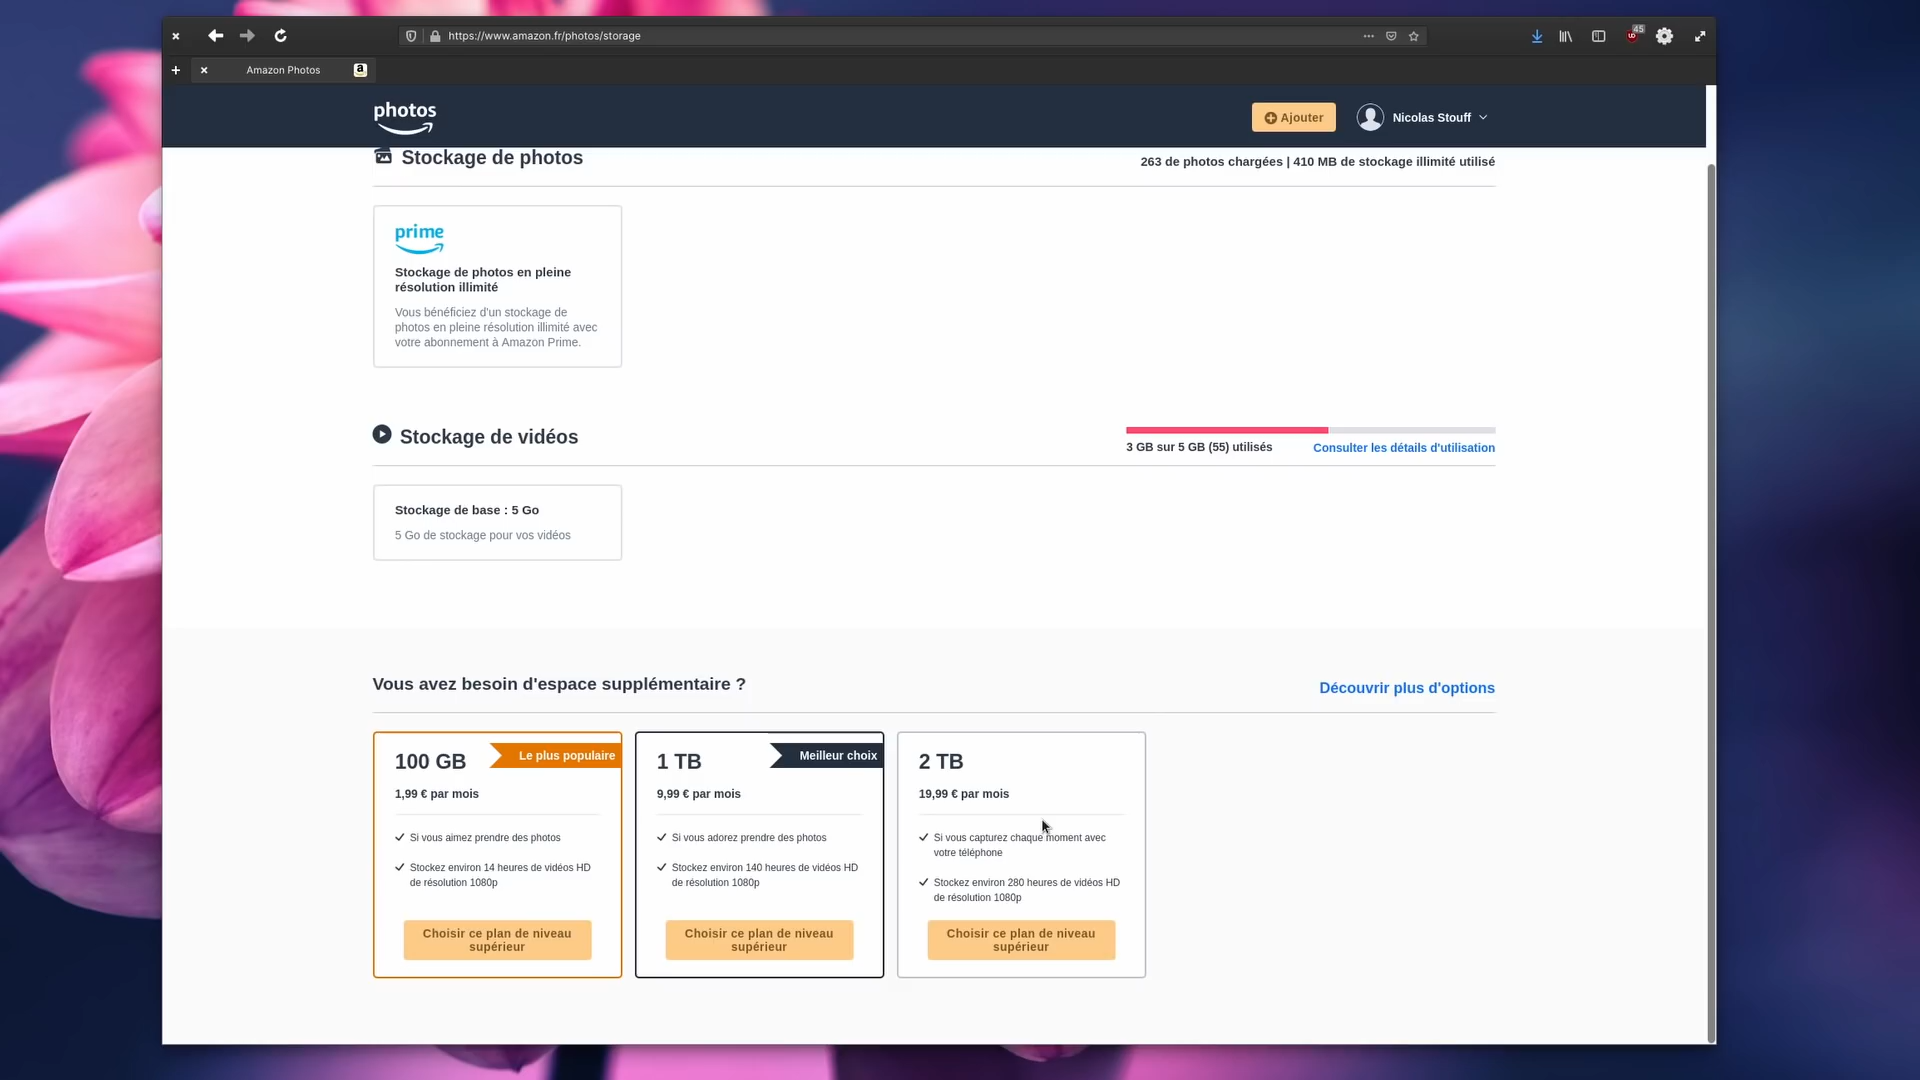 https://www.amazon.fr/photos/storage
45
Amazon Photos
a
photos
Ajouter
Nicolas Stouff
Stockage de photos
263 de photos chargées | 410 MB de stockage illimité utilisé
prime
Stockage de photos en pleine
résolution illimité
Vous bénéficiez d'un stockage de
photos en pleine résolution illimité avec
votre abonnement à Amazon Prime.
Stockage de vidéos
3 GB sur 5 GB (55) utilisés
Consulter les détails d'utilisation
Stockage de base : 5 Go
5 Go de stockage pour vos vidéos
Vous avez besoin d'espace supplémentaire ?
Découvrir plus d'options
100 GB
Le plus populaire
1,99 € par mois
Si vous aimez prendre des photos
Stockez environ 14 heures de vidéos HD
de résolution 1080p
Choisir ce plan de niveau
supérieur
1 TB
Meilleur choix
9,99 € par mois
Si vous adorez prendre des photos
Stockez environ 140 heures de vidéos HD
de résolution 1080p
Choisir ce plan de niveau
supérieur
2 TB
19,99 € par mois
Si vous capturez chaque moment avec
votre téléphone
Stockez environ 280 heures de vidéos HD
de résolution 1080p
Choisir ce plan de niveau
supérieur